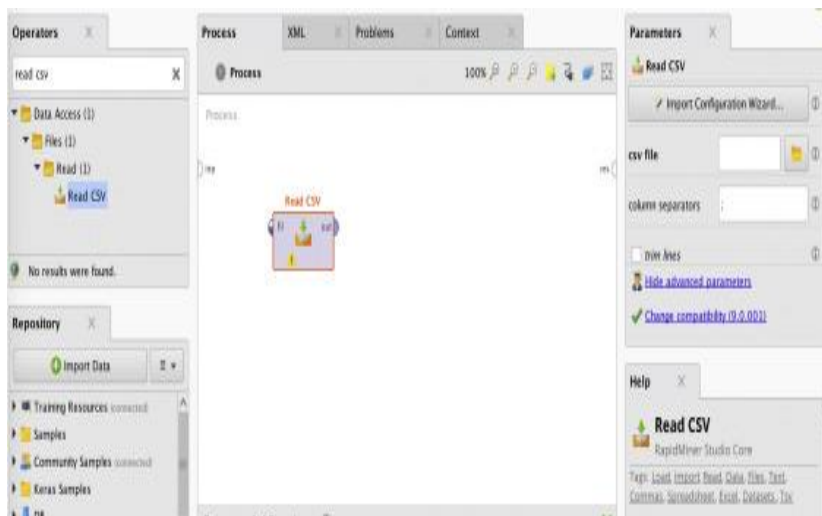 Operators
read csv
Data Access (1)
Files (1)
Read (1)
Read CSV
No results were found.
Repository
Import Data
Training Resources connected
Samples
Community Samples connected
Keras Samples
DB
Process
XML
Problems
Context
Process
100%
Process
inp
res
Read CSV
fil
out
Parameters
Read CSV
Import Configuration Wizard...
csv file
column separators
;
trim lines
Hide advanced parameters
Change compatibility (9.0.001)
Help
Read CSV
RapidMiner Studio Core
Tags: Load, Import, Read, Data, Files, Text,
Commas, Spreadsheet, Excel, Datasets, Tsv